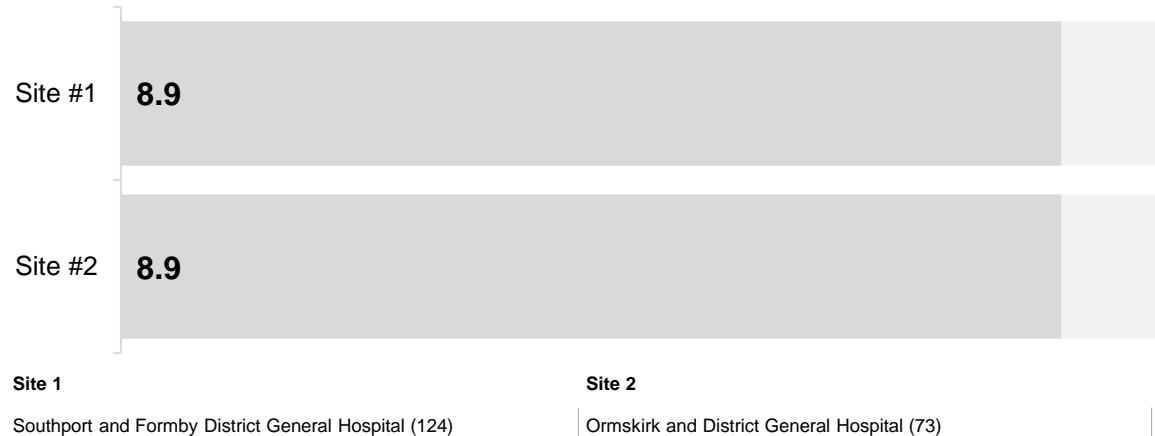 Site #1 8.9
Site #2 8.9
Site 1 Site 2
Southport and Formby District General Hospital (124) Ormskirk and District General Hospital (73)